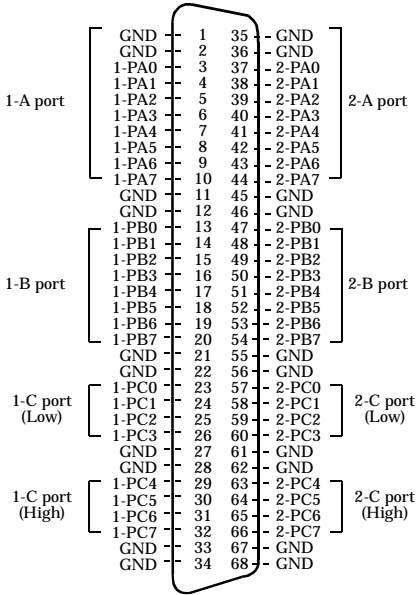 GND 1 35 GND
GND 2 36 GND
1-PA0 3 37 2-PA0
1-PA1 4 38 2-PA1
1-A port 1-PA2 5 39 2-PA2 2-A port
1-PA3 6 40 2-PA3
1-PA4 7 41 2-PA4
1-PA5 8 42 2-PA5
1-PA6 9 43 2-PA6
1-PA7 10 44 2-PA7
GND 11 45 GND
GND 12 46 GND
1-PB0 13 47 2-PB0
1-PB1 14 48 2-PB1
1-PB2 15 49 2-PB2
1-B port 1-PB3 16 50 2-PB3 2-B port
1-PB4 17 51 2-PB4
1-PB5 18 52 2-PB5
1-PB6 19 53 2-PB6
1-PB7 20 54 2-PB7
GND 21 55 GND
GND 22 56 GND
1-PC0 23 57 2-PC0
1-C port 1-PC1 24 58 2-PC1 2-C port
(Low) 1-PC2 25 59 2-PC2 (Low)
1-PC3 26 60 2-PC3
GND 27 61 GND
GND 28 62 GND
1-PC4 29 63 2-PC4
1-C port 1-PC5 30 64 2-PC5 2-C port
(High) 1-PC6 31 65 2-PC6 (High)
1-PC7 32 66 2-PC7
GND 33 67 GND
GND 34 68 GND